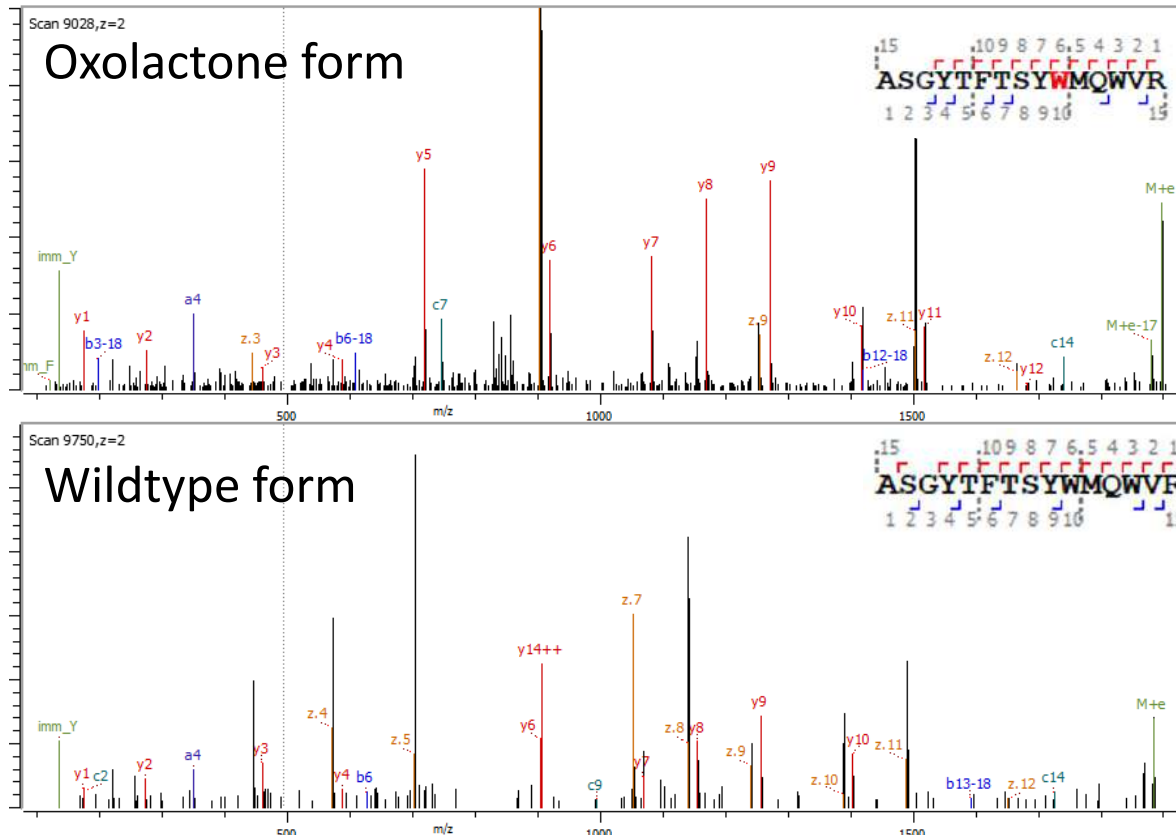 Scan 9028,z=2
Oxolactone form
15 10 9 8 7 6 5 4 3 2 1
ASGYTFTSYWMQWVR
1 2 3 4 5 6 7 8 9 10 15
imm_Y
y1
b3-18
y2
a4
z.3
y3
y4
b6-18
y5
c7
y6
y7
y8
y9
z.9
y10
b12-18
z.11
y11
z.12
y12
c14
M+e-17
M+e
500
m/z
1000
1500
Scan 9750,z=2
Wildtype form
15 10 9 8 7 6 5 4 3 2 1
ASGYTFTSYWMQWVR
1 2 3 4 5 6 7 8 9 10
imm_Y
y1
c2
y2
a4
y3
z.4
y4
b6
z.5
y14++
y6
c9
z.7
y7
z.8
y8
z.9
y9
z.10
y10
z.11
b13-18
z.12
c14
M+e
500
m/z
1000
1500